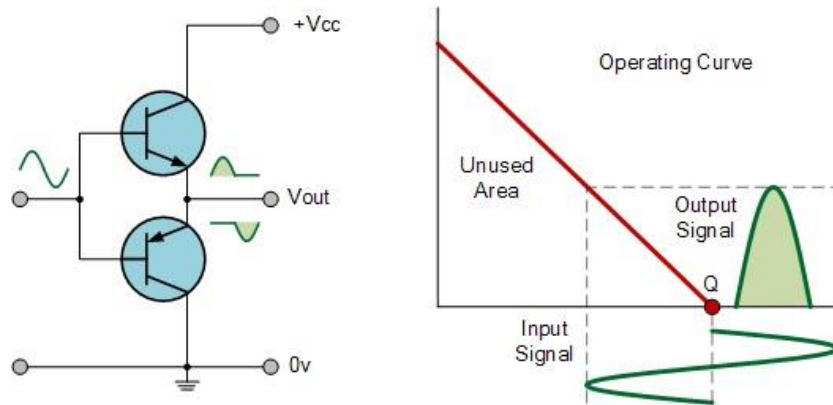 +Vcc
Vout
0v
Operating Curve
Unused
Area
Output
Signal
Q
Input
Signal